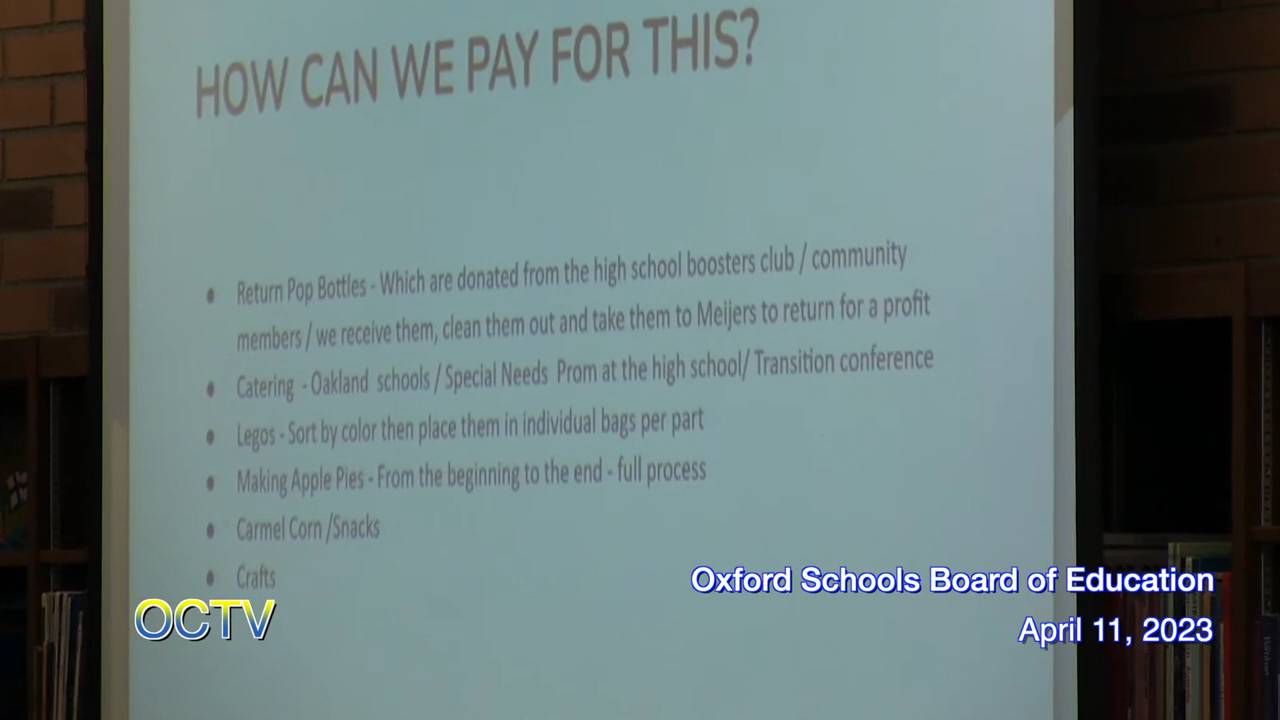 HOW CAN WE PAY FOR THIS?
• Return Pop Bottles - Which are donated from the high school boosters club / community
members / we receive them, clean them out and take them to Meijers to return for a profit
• Catering - Oakland schools / Special Needs Prom at the high school/ Transition conference
• Legos - Sort by color then place them in individual bags per part
• Making Apple Pies - From the beginning to the end - full process
• Carmel Corn /Snacks
• Crafts
OCTV
Oxford Schools Board of Education
April 11, 2023